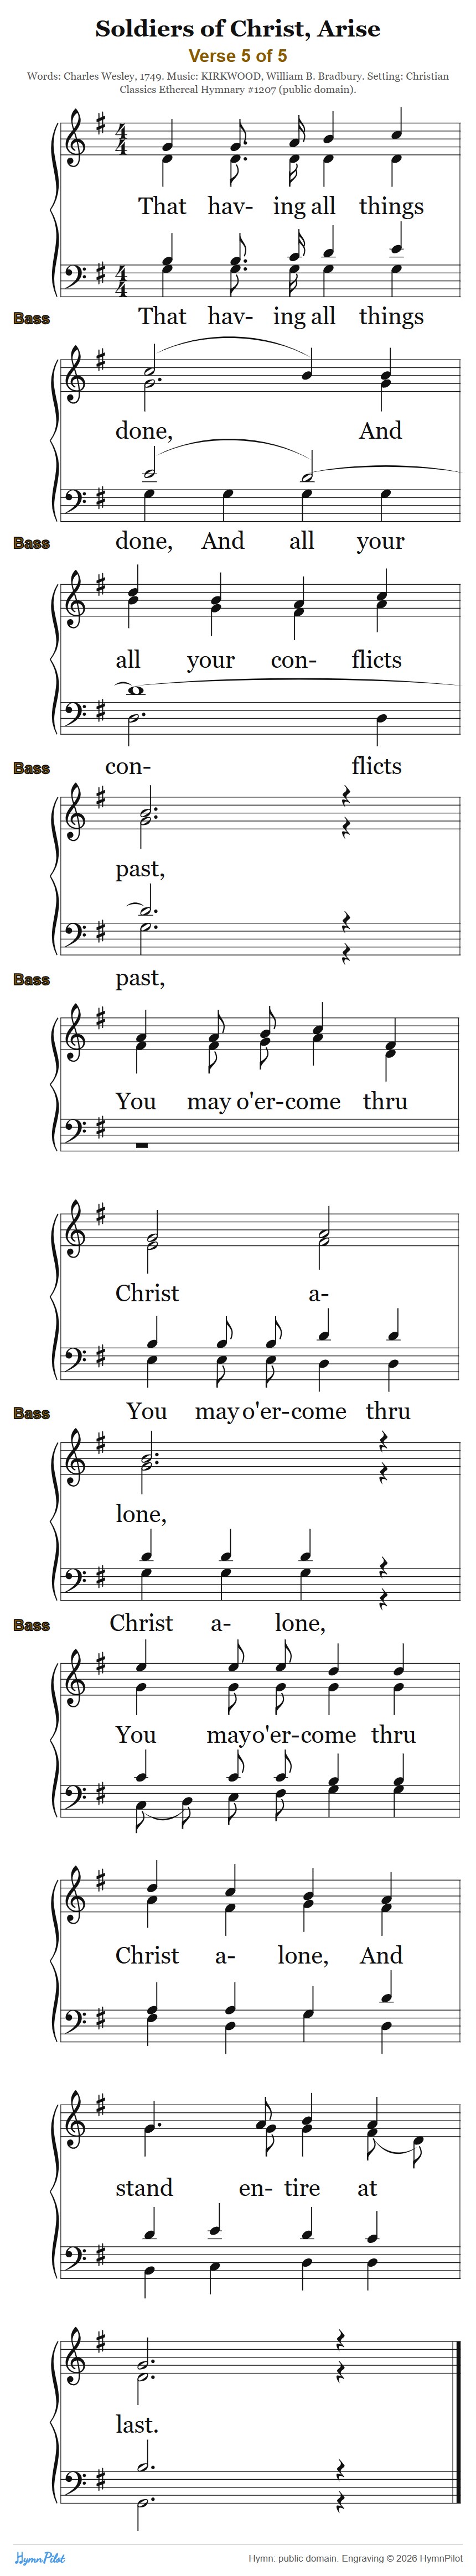 Soldiers of Christ, Arise
Verse 5 of 5
Words: Charles Wesley, 1749. Music: KIRKWOOD, William B. Bradbury. Setting: Christian
Classics Ethereal Hymnary #1207 (public domain).
That hav- ing all things
Bass That hav- ing all things
done, And
Bass done, And all your
all your con- flicts
Bass con- flicts
past,
Bass past,
You may o'er-come thru
Christ a-
Bass You may o'er-come thru
lone,
Bass Christ a- lone,
You may o'er-come thru
Christ a- lone, And
stand en- tire at
last.
HymnPilot Hymn: public domain. Engraving © 2026 HymnPilot